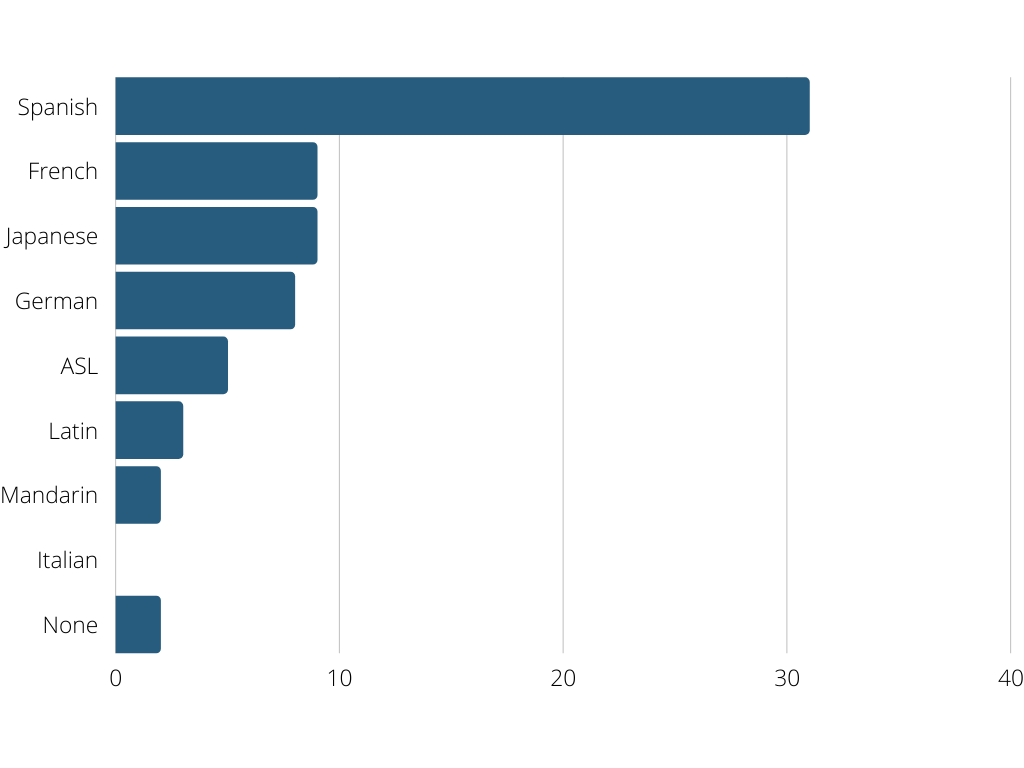 Spanish
French
Japanese
German
ASL
Latin
Mandarin
Italian
None
0 10 20 30 40